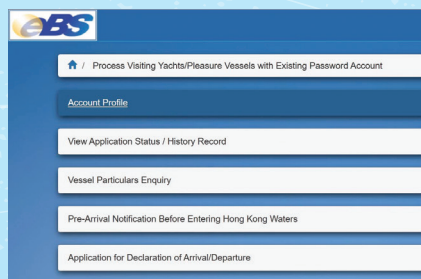 eBS
/ Process Visiting Yachts/Pleasure Vessels with Existing Password Account
Account Profile
View Application Status / History Record
Vessel Particulars Enquiry
Pre-Arrival Notification Before Entering Hong Kong Waters
Application for Declaration of Arrival/Departure